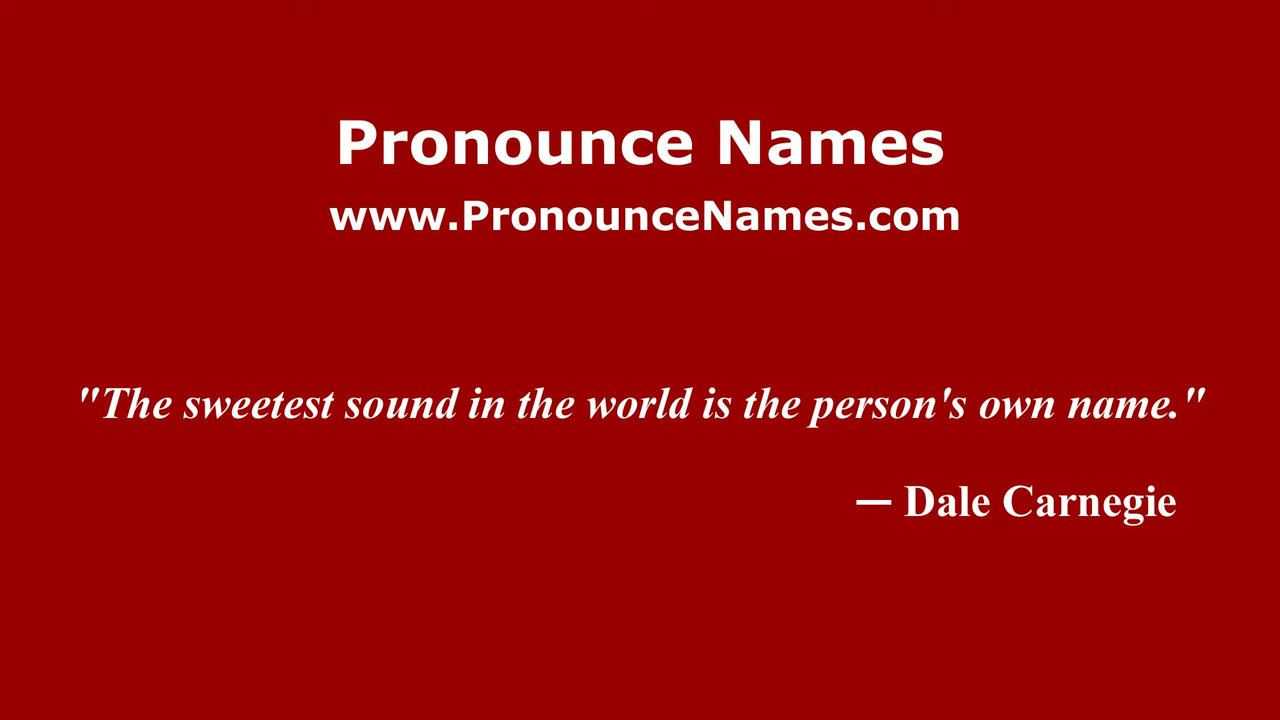 Pronounce Names
www.PronounceNames.com
"The sweetest sound in the world is the person's own name."
— Dale Carnegie